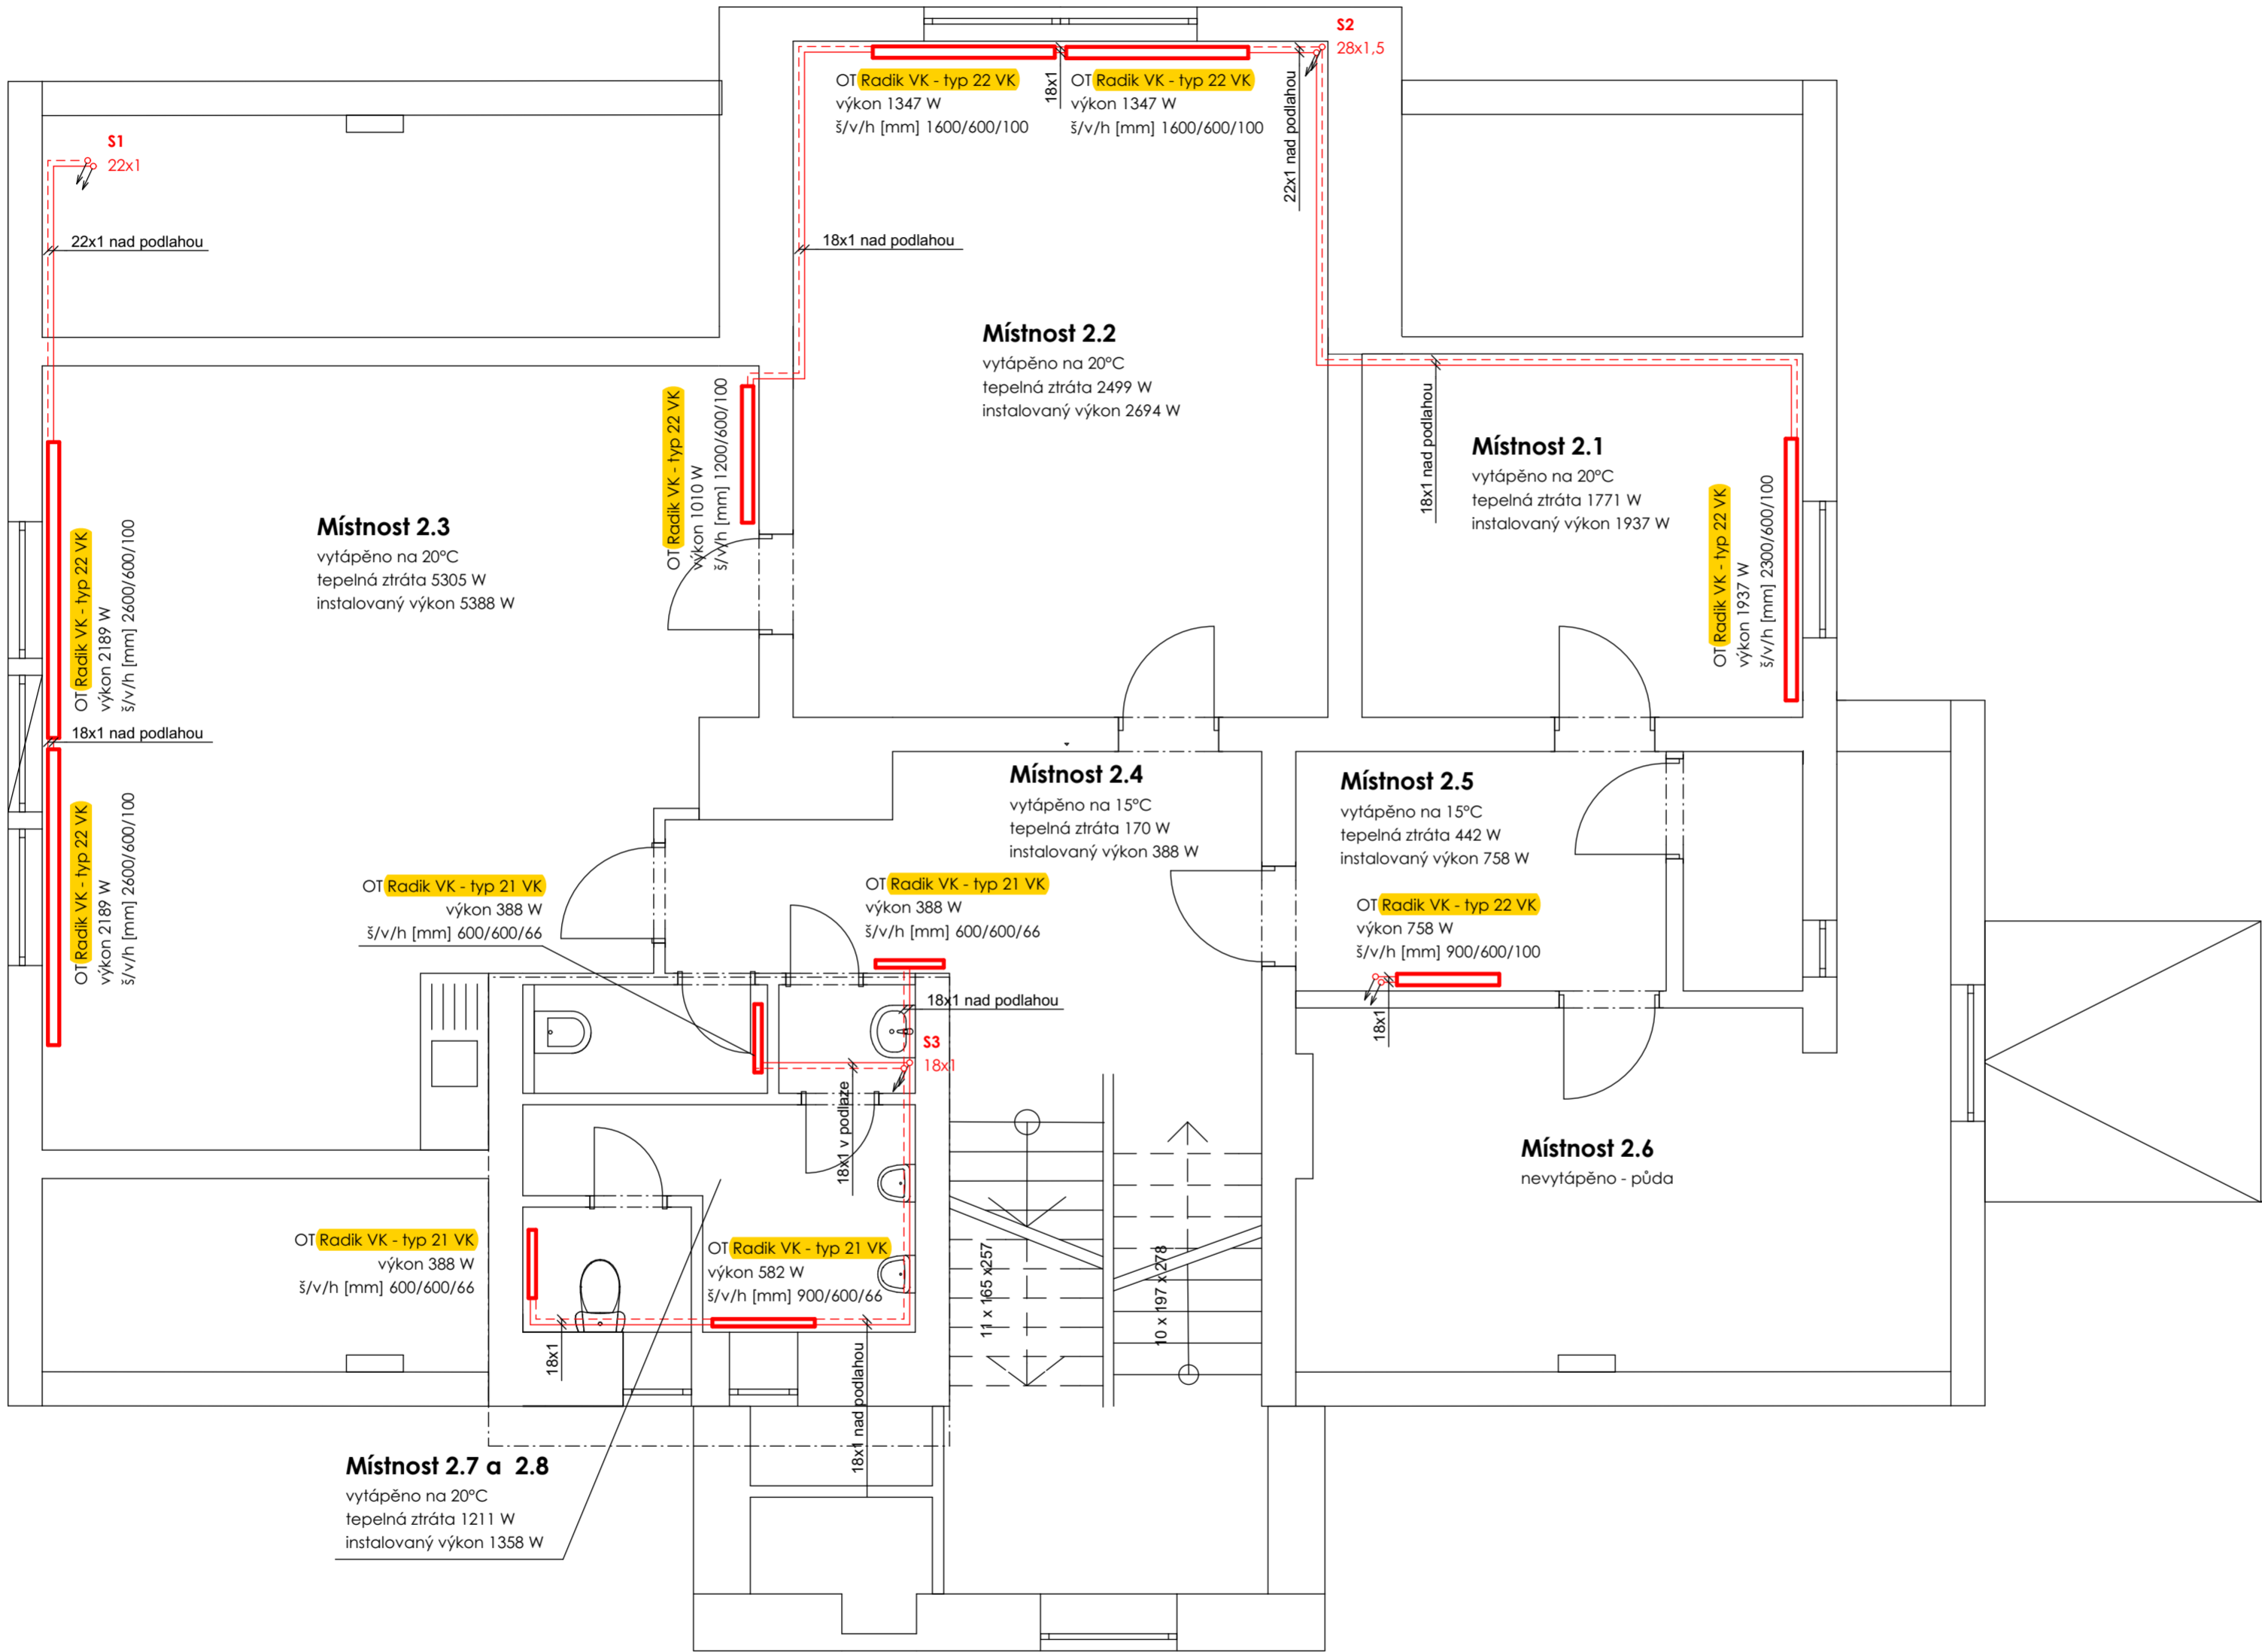 S2
28x1,5
OT Radik VK - typ 22 VK
výkon 1347 W
š/v/h [mm] 1600/600/100
18x1
OT Radik VK - typ 22 VK
výkon 1347 W
š/v/h [mm] 1600/600/100
22x1 nad podlahou
S1
22x1
22x1 nad podlahou
18x1 nad podlahou
Místnost 2.2
vytápěno na 20°C
tepelná ztráta 2499 W
instalovaný výkon 2694 W
OT Radik VK - typ 22 VK
výkon 1010 W
š/v/h [mm] 1200/600/100
18x1 nad podlahou
Místnost 2.1
vytápěno na 20°C
tepelná ztráta 1771 W
instalovaný výkon 1937 W
OT Radik VK - typ 22 VK
výkon 1937 W
š/v/h [mm] 2300/600/100
Místnost 2.3
vytápěno na 20°C
tepelná ztráta 5305 W
instalovaný výkon 5388 W
OT Radik VK - typ 22 VK
výkon 2189 W
š/v/h [mm] 2600/600/100
18x1 nad podlahou
OT Radik VK - typ 22 VK
výkon 2189 W
š/v/h [mm] 2600/600/100
Místnost 2.4
vytápěno na 15°C
tepelná ztráta 170 W
instalovaný výkon 388 W
Místnost 2.5
vytápěno na 15°C
tepelná ztráta 442 W
instalovaný výkon 758 W
OT Radik VK - typ 21 VK
výkon 388 W
š/v/h [mm] 600/600/66
OT Radik VK - typ 21 VK
výkon 388 W
š/v/h [mm] 600/600/66
OT Radik VK - typ 22 VK
výkon 758 W
š/v/h [mm] 900/600/100
18x1 nad podlahou
18x1
S3
18x1
18x1 v podlaze
Místnost 2.6
nevytápěno - půda
OT Radik VK - typ 21 VK
výkon 388 W
š/v/h [mm] 600/600/66
OT Radik VK - typ 21 VK
výkon 582 W
š/v/h [mm] 900/600/66
11 x 165 x257
10 x 197 x 278
18x1
18x1 nad podlahou
Místnost 2.7 a 2.8
vytápěno na 20°C
tepelná ztráta 1211 W
instalovaný výkon 1358 W